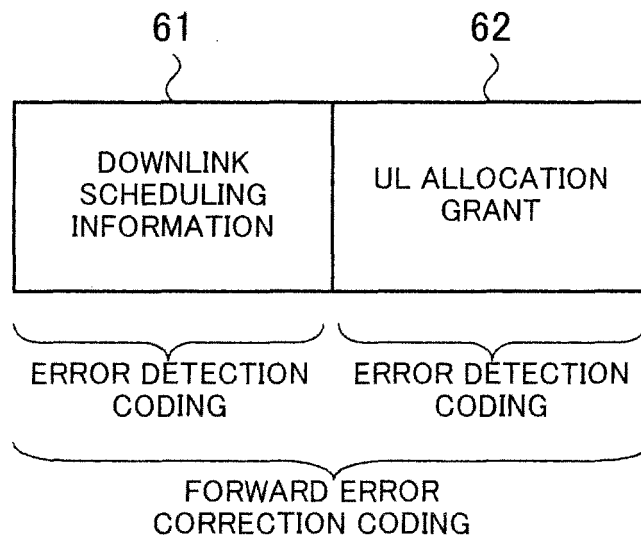 61 62
DOWNLINK
SCHEDULING
INFORMATION
UL ALLOCATION
GRANT
ERROR DETECTION
CODING
ERROR DETECTION
CODING
FORWARD ERROR
CORRECTION CODING